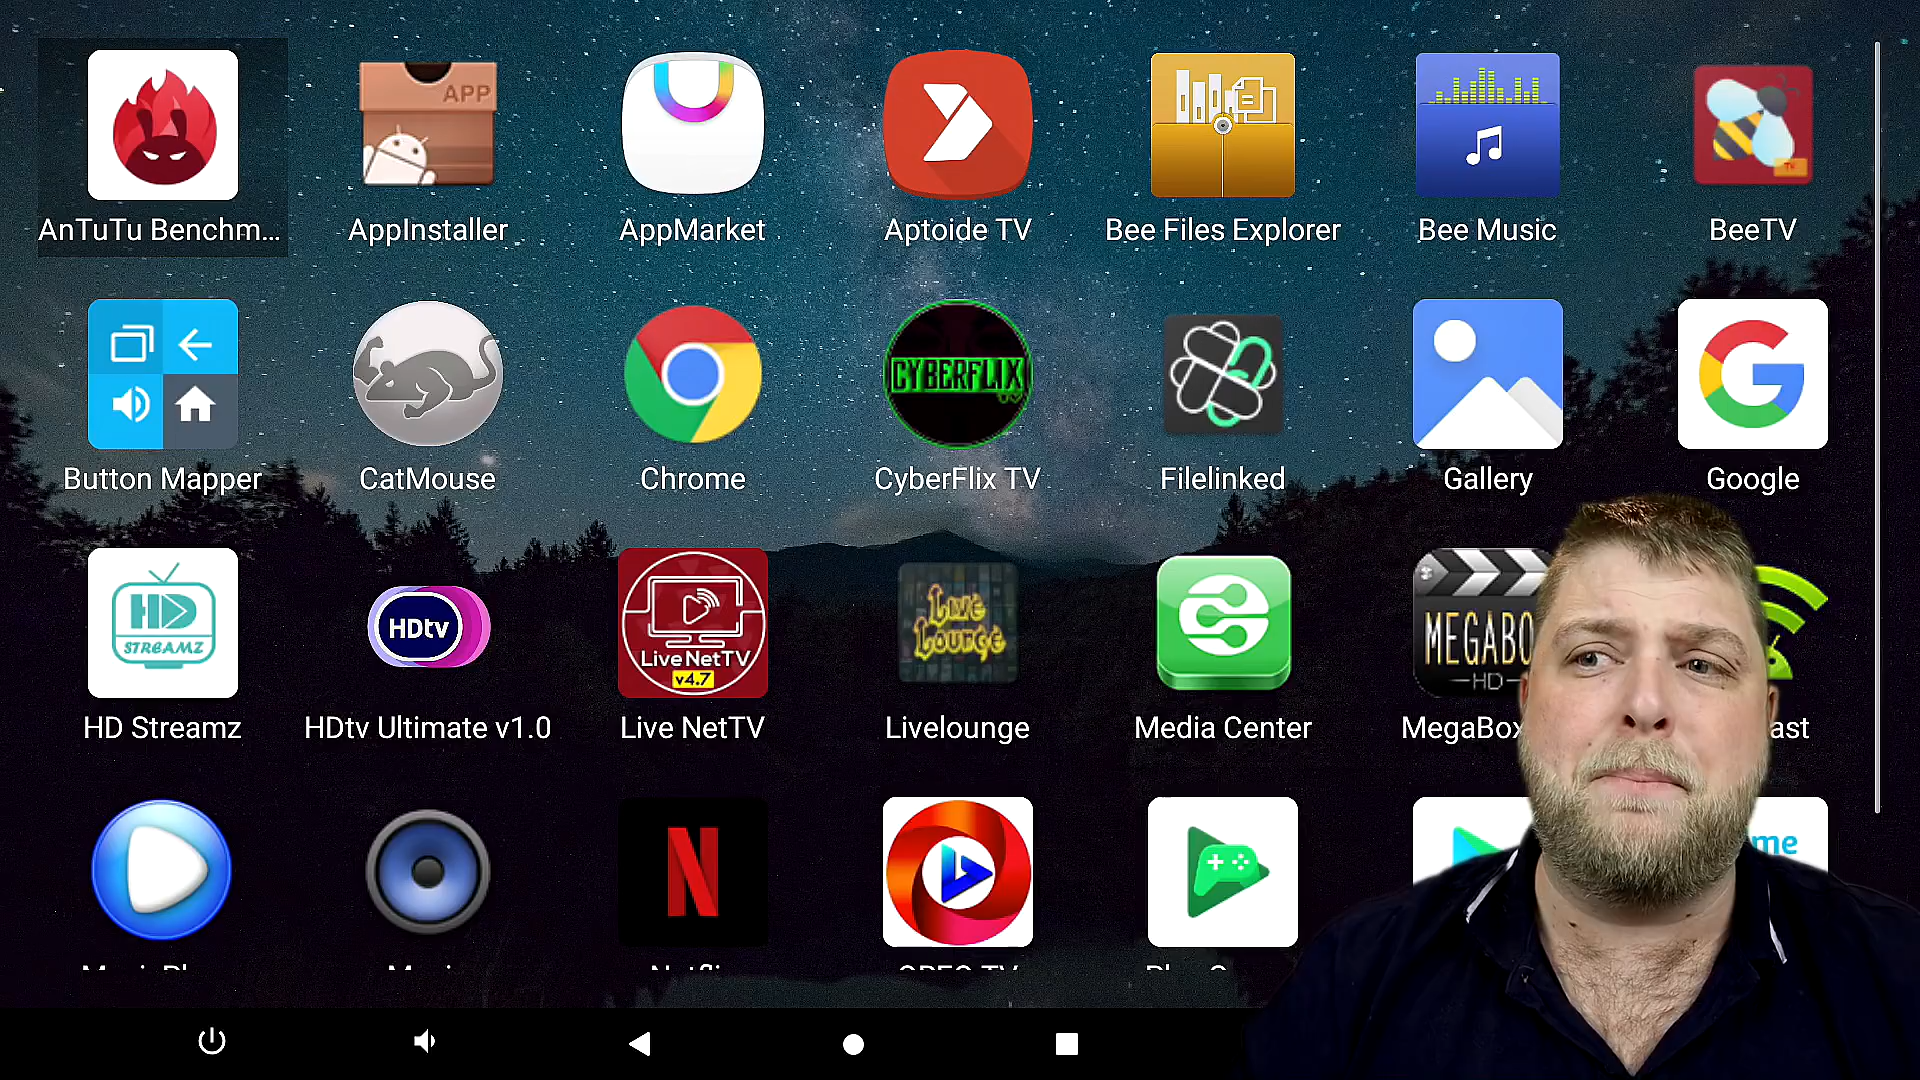 APP
AnTuTu Benchm...
AppInstaller
AppMarket
Aptoide TV
Bee Files Explorer
Bee Music
BeeTV
Button Mapper
CatMouse
Chrome
CYBERFLIX
CyberFlix TV
Filelinked
Gallery
Google
HD
STREAMZ
HDtv
Live NetTV
v4.7
Live
Lounge
MEGABO
HD
HD Streamz
HDtv Ultimate v1.0
Live NetTV
Livelounge
Media Center
MegaBox
ast
N
me